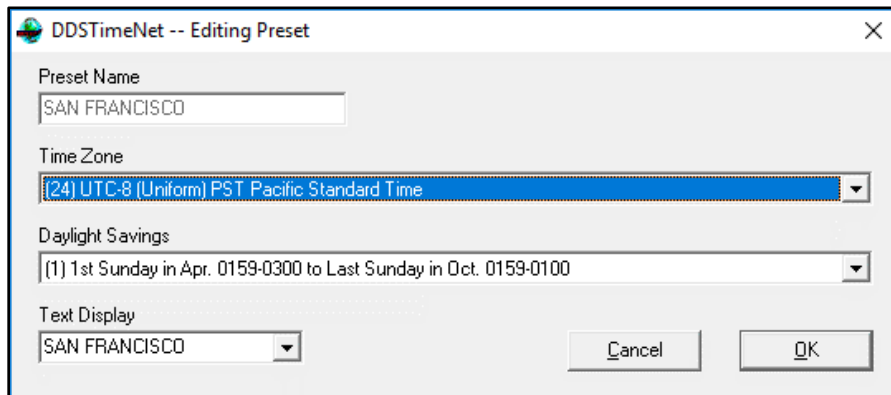 DDSTimeNet -- Editing Preset
Preset Name
SAN FRANCISCO
Time Zone
(24) UTC-8 (Uniform) PST Pacific Standard Time
Daylight Savings
(1) 1st Sunday in Apr. 0159-0300 to Last Sunday in Oct. 0159-0100
Text Display
SAN FRANCISCO
Cancel
OK